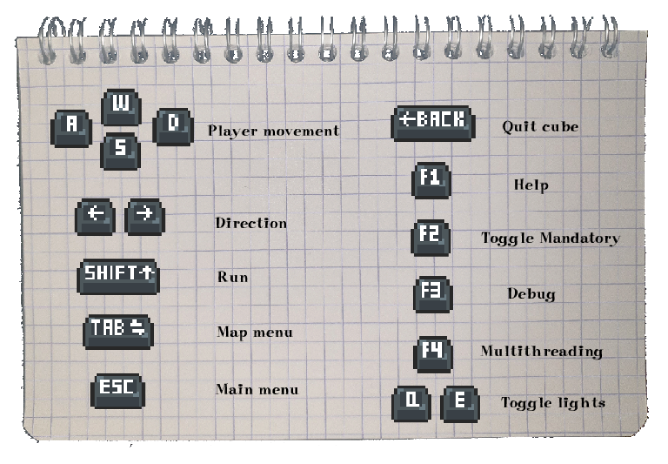 W
A
D
S
Player movement
← →
Direction
SHIFT↑
Run
TAB ⇆
Map menu
ESC
Main menu
←BACK
Quit cube
F1
Help
F2
Toggle Mandatory
F3
Debug
F4
Multithreading
Q E
Toggle lights